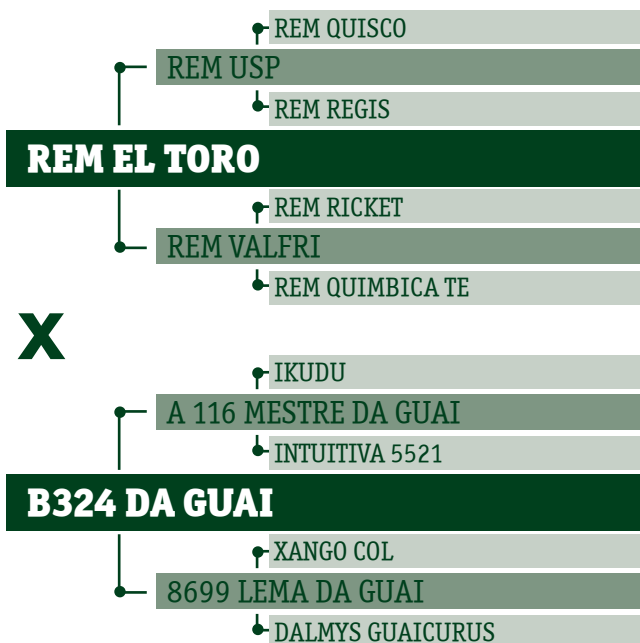 REM QUISCO
REM USP
REM REGIS
REM EL TORO
REM RICKET
REM VALFRI
REM QUIMBICA TE
X
IKUDU
A 116 MESTRE DA GUAI
INTUITIVA 5521
B324 DA GUAI
XANGO COL
8699 LEMA DA GUAI
DALMYS GUAICURUS